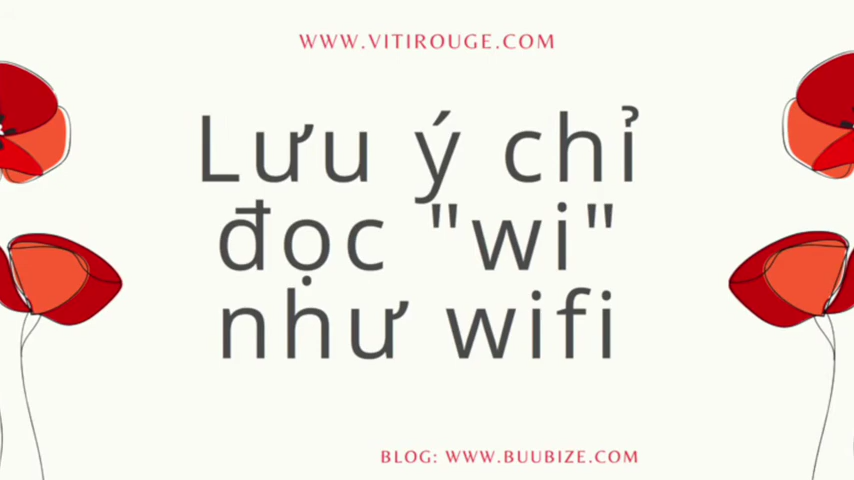 WWW.VITIROUGE.COM
Lưu ý chỉ
đọc "wi"
như wifi
BLOG: WWW.BUUBIZE.COM